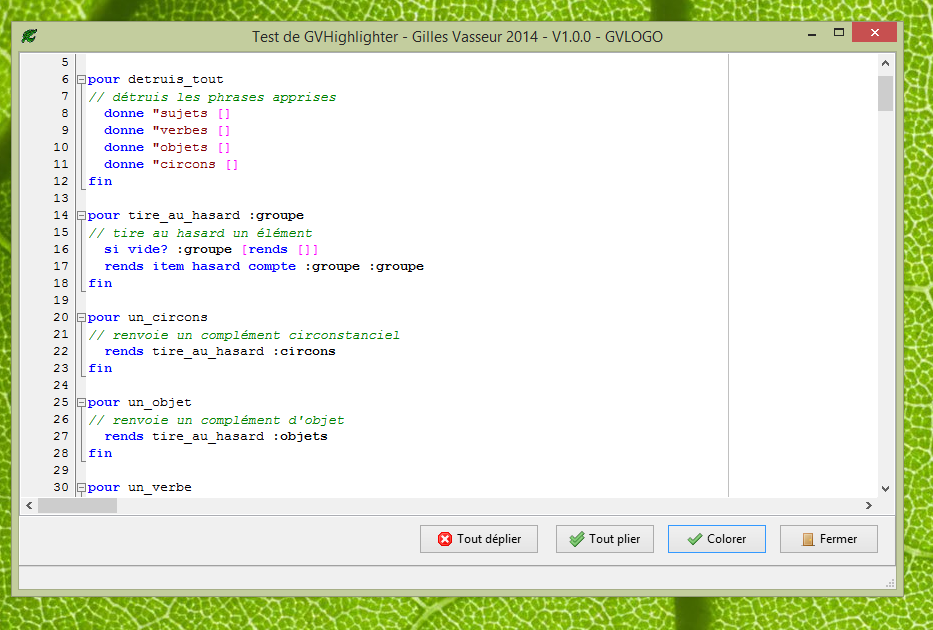 Test de GVHighlighter - Gilles Vasseur 2014 - V1.0.0 - GVLOGO
5
6 pour detruis_tout
7 // détruis les phrases apprises
8 donne "sujets []
9 donne "verbes []
10 donne "objets []
11 donne "circons []
12 fin
13
14 pour tire_au_hasard :groupe
15 // tire au hasard un élément
16 si vide? :groupe [rends []]
17 rends item hasard compte :groupe :groupe
18 fin
19
20 pour un_circons
21 // renvoie un complément circonstanciel
22 rends tire_au_hasard :circons
23 fin
24
25 pour un_objet
26 // renvoie un complément d'objet
27 rends tire_au_hasard :objets
28 fin
29
30 pour un_verbe
Tout déplier Tout plier Colorer Fermer